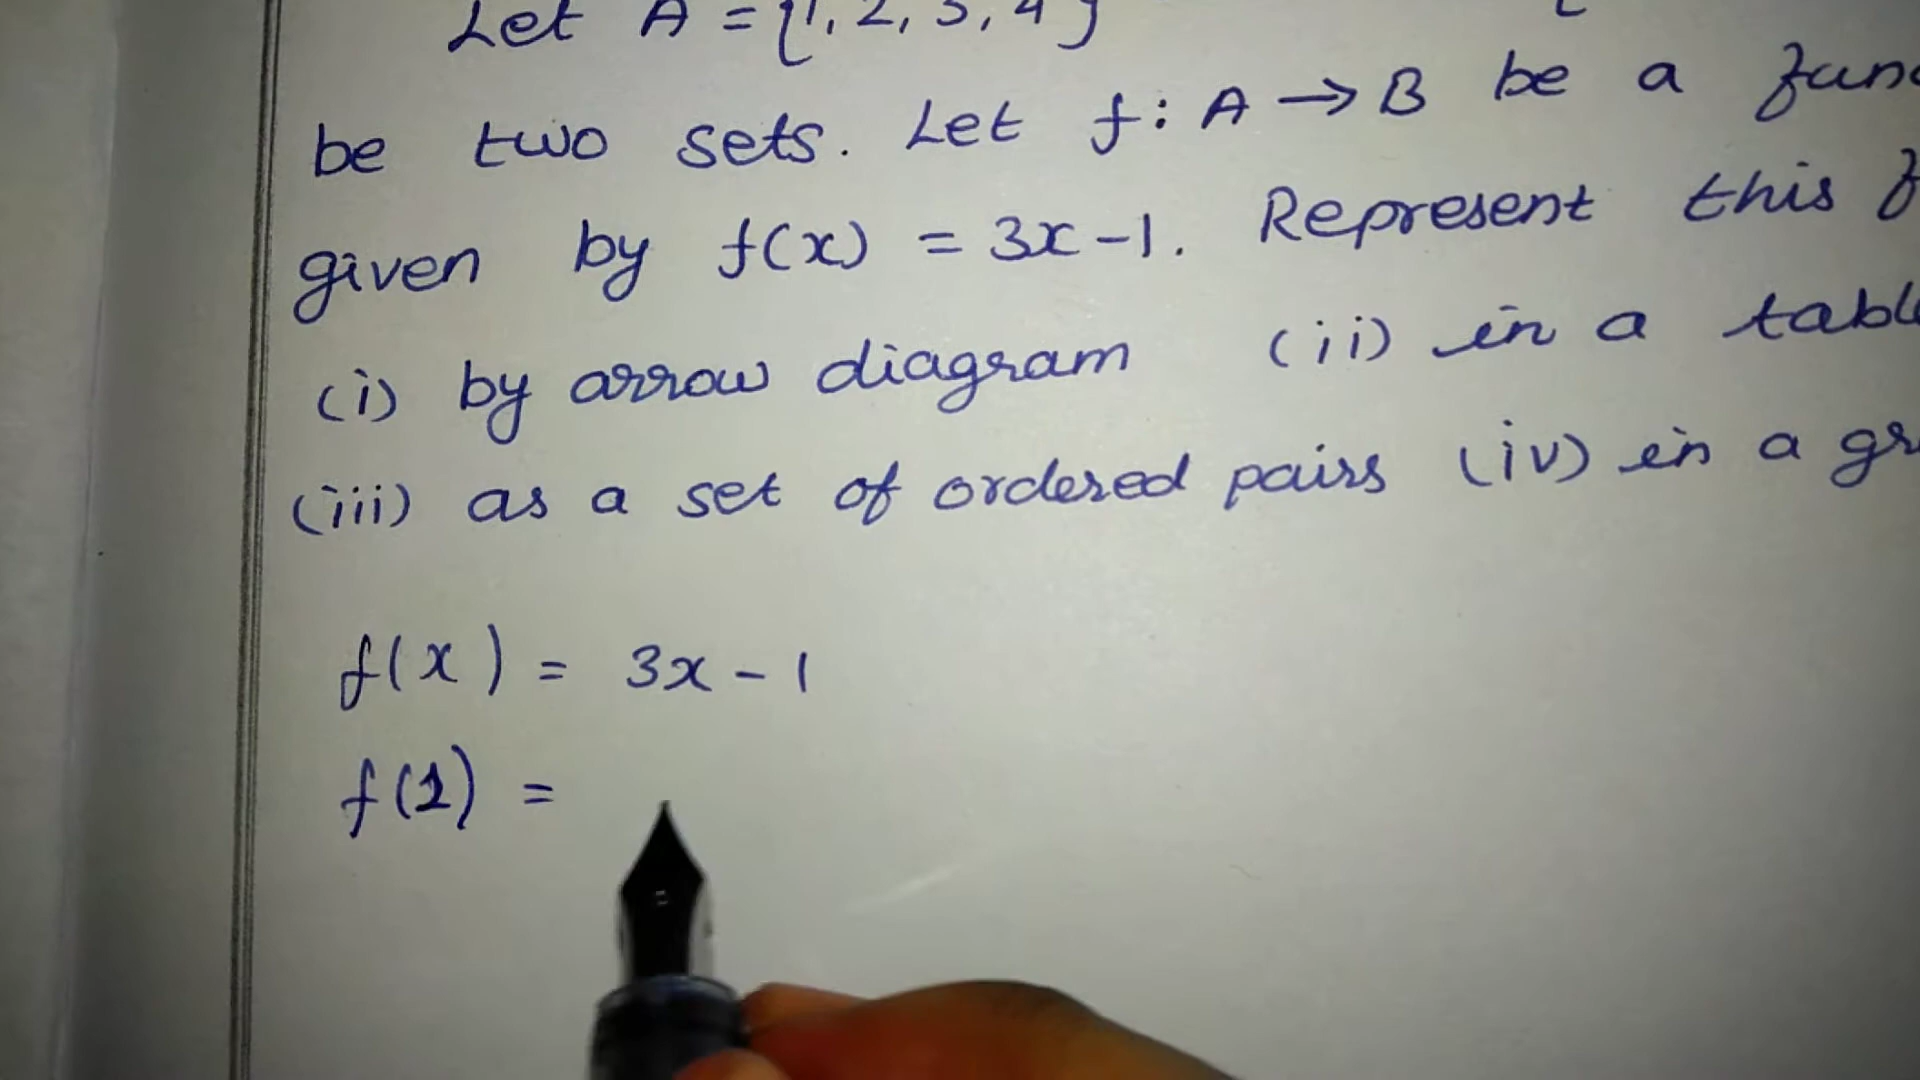 Let A = {1, 2, 3, 4}
be two sets. Let f : A → B be a
given by f(x) = 3x - 1. Represent this
(i) by arrow diagram (ii) in a
(iii) as a set of ordered pairs (iv) in a
f(x) = 3x - 1
f(1) =